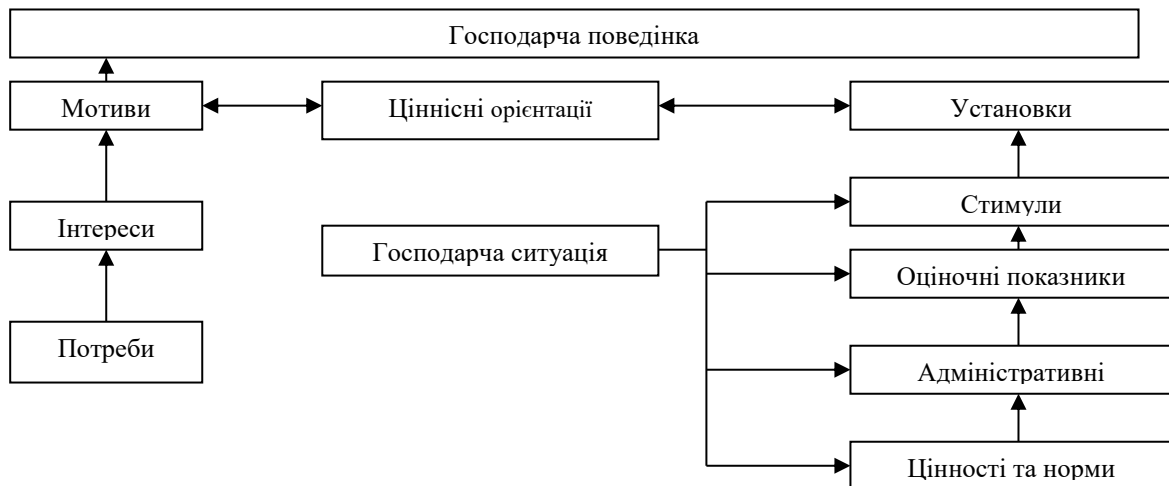 Господарча поведінка
Мотиви
Ціннісні орієнтації
Установки
Стимули
Інтереси
Господарча ситуація
Оціночні показники
Потреби
Адміністративні
Цінності та норми